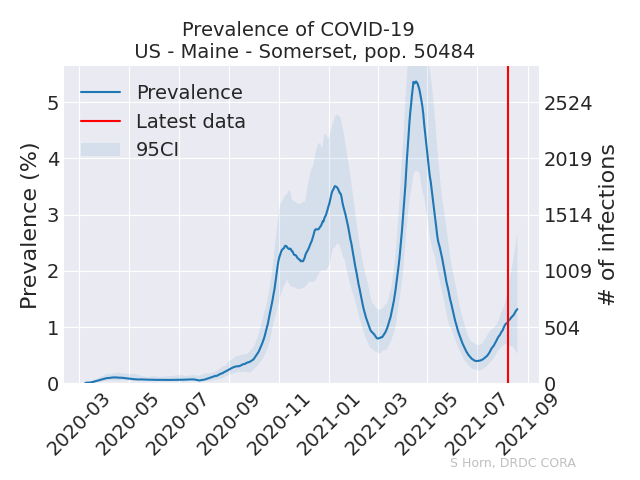 Prevalence of COVID-19
US - Maine - Somerset, pop. 50484
Prevalence
Latest data
95CI
Prevalence (%)
5
4
3
2
1
0
2524
2019
1514
1009
504
0
# of infections
2020-03
2020-05
2020-07
2020-09
2020-11
2021-01
2021-03
2021-05
2021-07
2021-09
S Horn, DRDC CORA